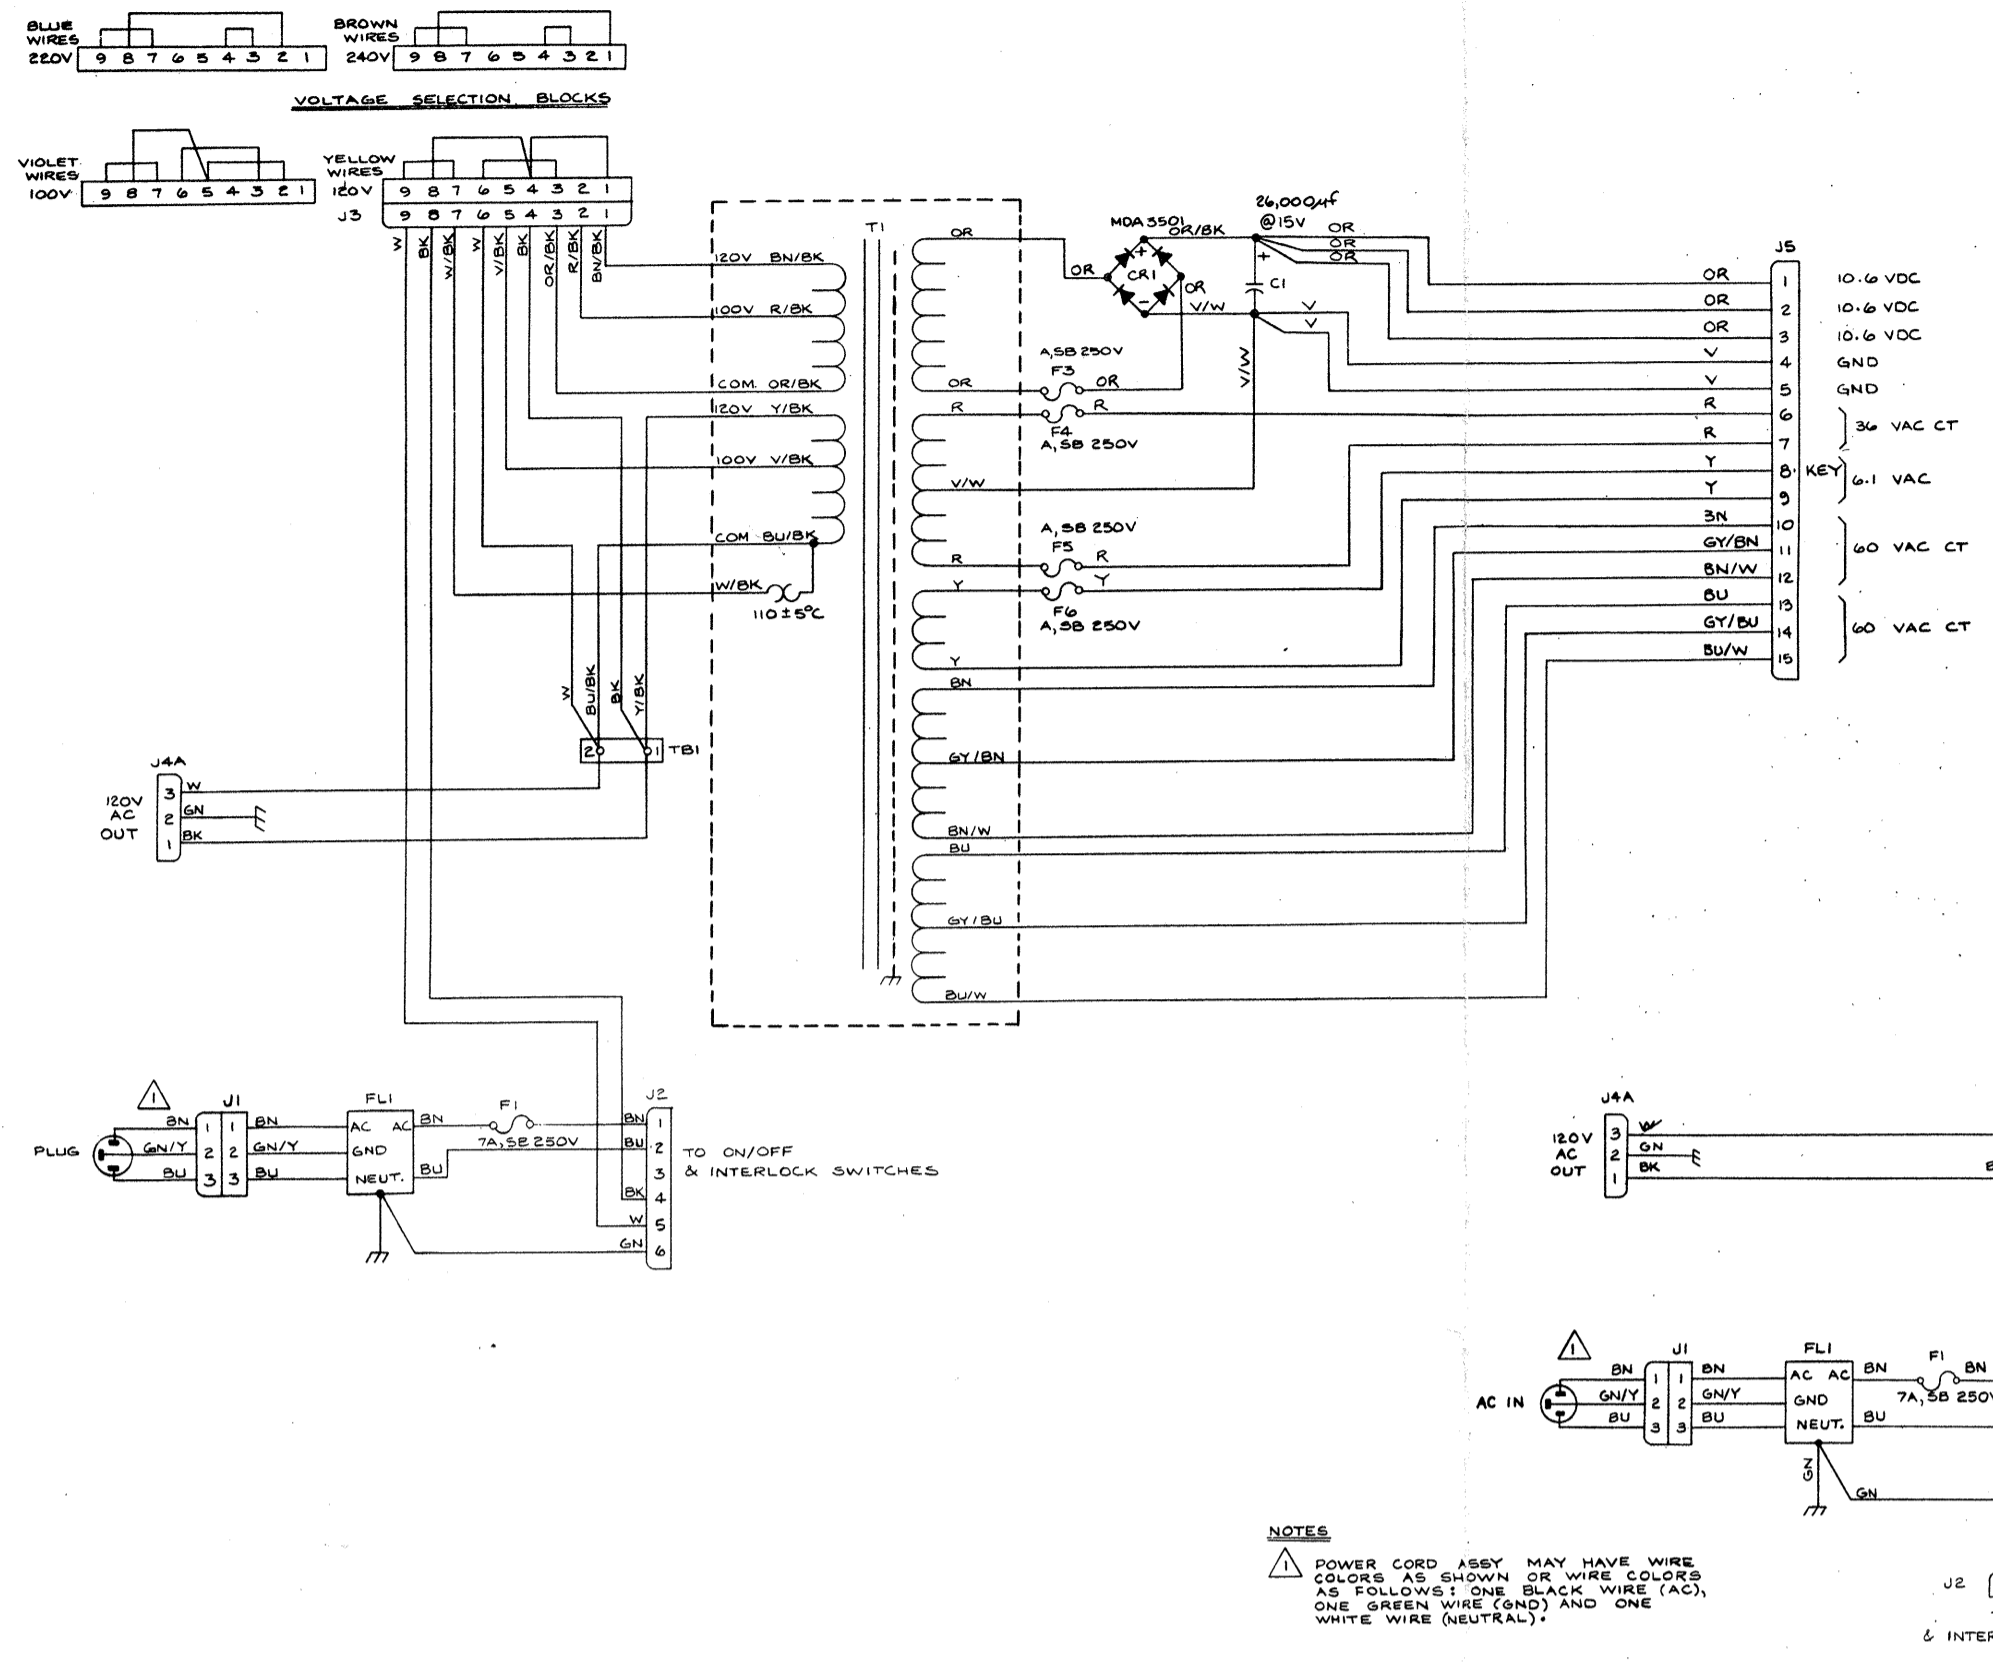 BLUE
WIRES
220V 9 8 7 6 5 4 3 2 1
BROWN
WIRES
240V 9 8 7 6 5 4 3 2 1
VOLTAGE SELECTION BLOCKS
VIOLET
WIRES
100V 9 8 7 6 5 4 3 2 1
YELLOW
WIRES
120V 9 8 7 6 5 4 3 2 1
J3 9 8 7 6 5 4 3 2 1
W
BK
W/BK
W
V/BK
BK
OR/BK
R/BK
BN/BK
T1
120V BN/BK
100V R/BK
COM. OR/BK
120V Y/BK
100V V/BK
COM BU/BK
W/BK
110±5°C
OR
OR
R
V/W
R
Y
Y
BN
GY/BN
BN/W
BU
GY/BU
BU/W
MDA3501
OR/BK
OR
+
CR1
-
OR
V/W
26,000µf
@15V
+
C1
OR
OR
OR
V
V
V/W
A,SB 250V
F3
OR
R
F4
A,SB 250V
A,SB 250V
F5
R
Y
F6
A,SB 250V
J5
OR 1 10.6 VDC
OR 2 10.6 VDC
OR 3 10.6 VDC
V 4 GND
V 5 GND
R 6
36 VAC CT
R 7
Y 8 KEY
6.1 VAC
Y 9
BN 10
GY/BN 11
60 VAC CT
BN/W 12
BU 13
GY/BU 14
60 VAC CT
BU/W 15
W
BU/BK
BK
Y/BK
2 1 TB1
J4A
120V
AC
OUT
3 W
2 GN
1 BK
PLUG
1
BN
GN/Y
BU
J1
1 1 BN
2 2 GN/Y
3 3 BU
FL1
AC AC
GND
NEUT.
BN
BU
F1
7A,SB 250V
J2
BN 1
BU 2
3
BK 4
W 5
GN 6
TO ON/OFF
& INTERLOCK SWITCHES
J4A
120V
AC
OUT
3 W
2 GN
1 BK
AC IN
1
BN
GN/Y
BU
J1
1 1 BN
2 2 GN/Y
3 3 BU
FL1
AC AC
GND
NEUT.
BN
BU
F1
BN
7A,SB 250V
GN
GN
NOTES
1 POWER CORD ASSY MAY HAVE WIRE
COLORS AS SHOWN OR WIRE COLORS
AS FOLLOWS: ONE BLACK WIRE (AC),
ONE GREEN WIRE (GND) AND ONE
WHITE WIRE (NEUTRAL).
J2
& INTER